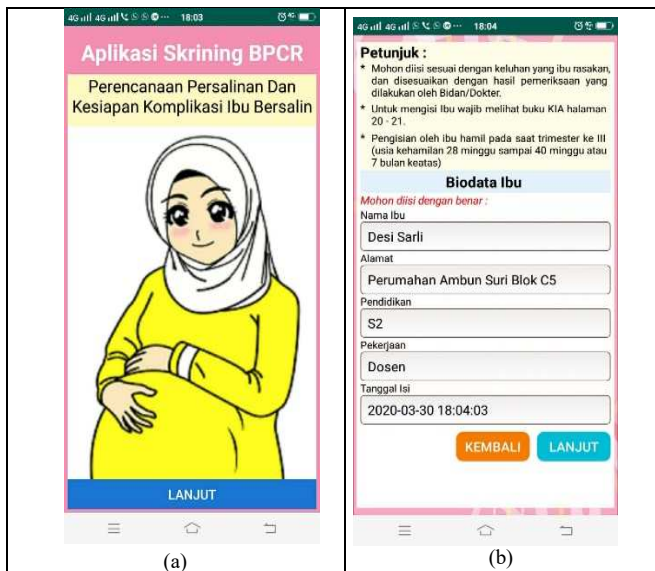 4G 4G 18:03
Aplikasi Skrining BPCR
Perencanaan Persalinan Dan
Kesiapan Komplikasi Ibu Bersalin
LANJUT
(a)
4G 4G 18:04
Petunjuk :
* Mohon diisi sesuai dengan keluhan yang ibu rasakan,
dan disesuaikan dengan hasil pemeriksaan yang
dilakukan oleh Bidan/Dokter.
* Untuk mengisi Ibu wajib melihat buku KIA halaman
20 - 21.
* Pengisian oleh ibu hamil pada saat trimester ke III
(usia kehamilan 28 minggu sampai 40 minggu atau
7 bulan keatas)
Biodata Ibu
Mohon diisi dengan benar :
Nama Ibu
Desi Sarli
Alamat
Perumahan Ambun Suri Blok C5
Pendidikan
S2
Pekerjaan
Dosen
Tanggal Isi
2020-03-30 18:04:03
KEMBALI LANJUT
(b)